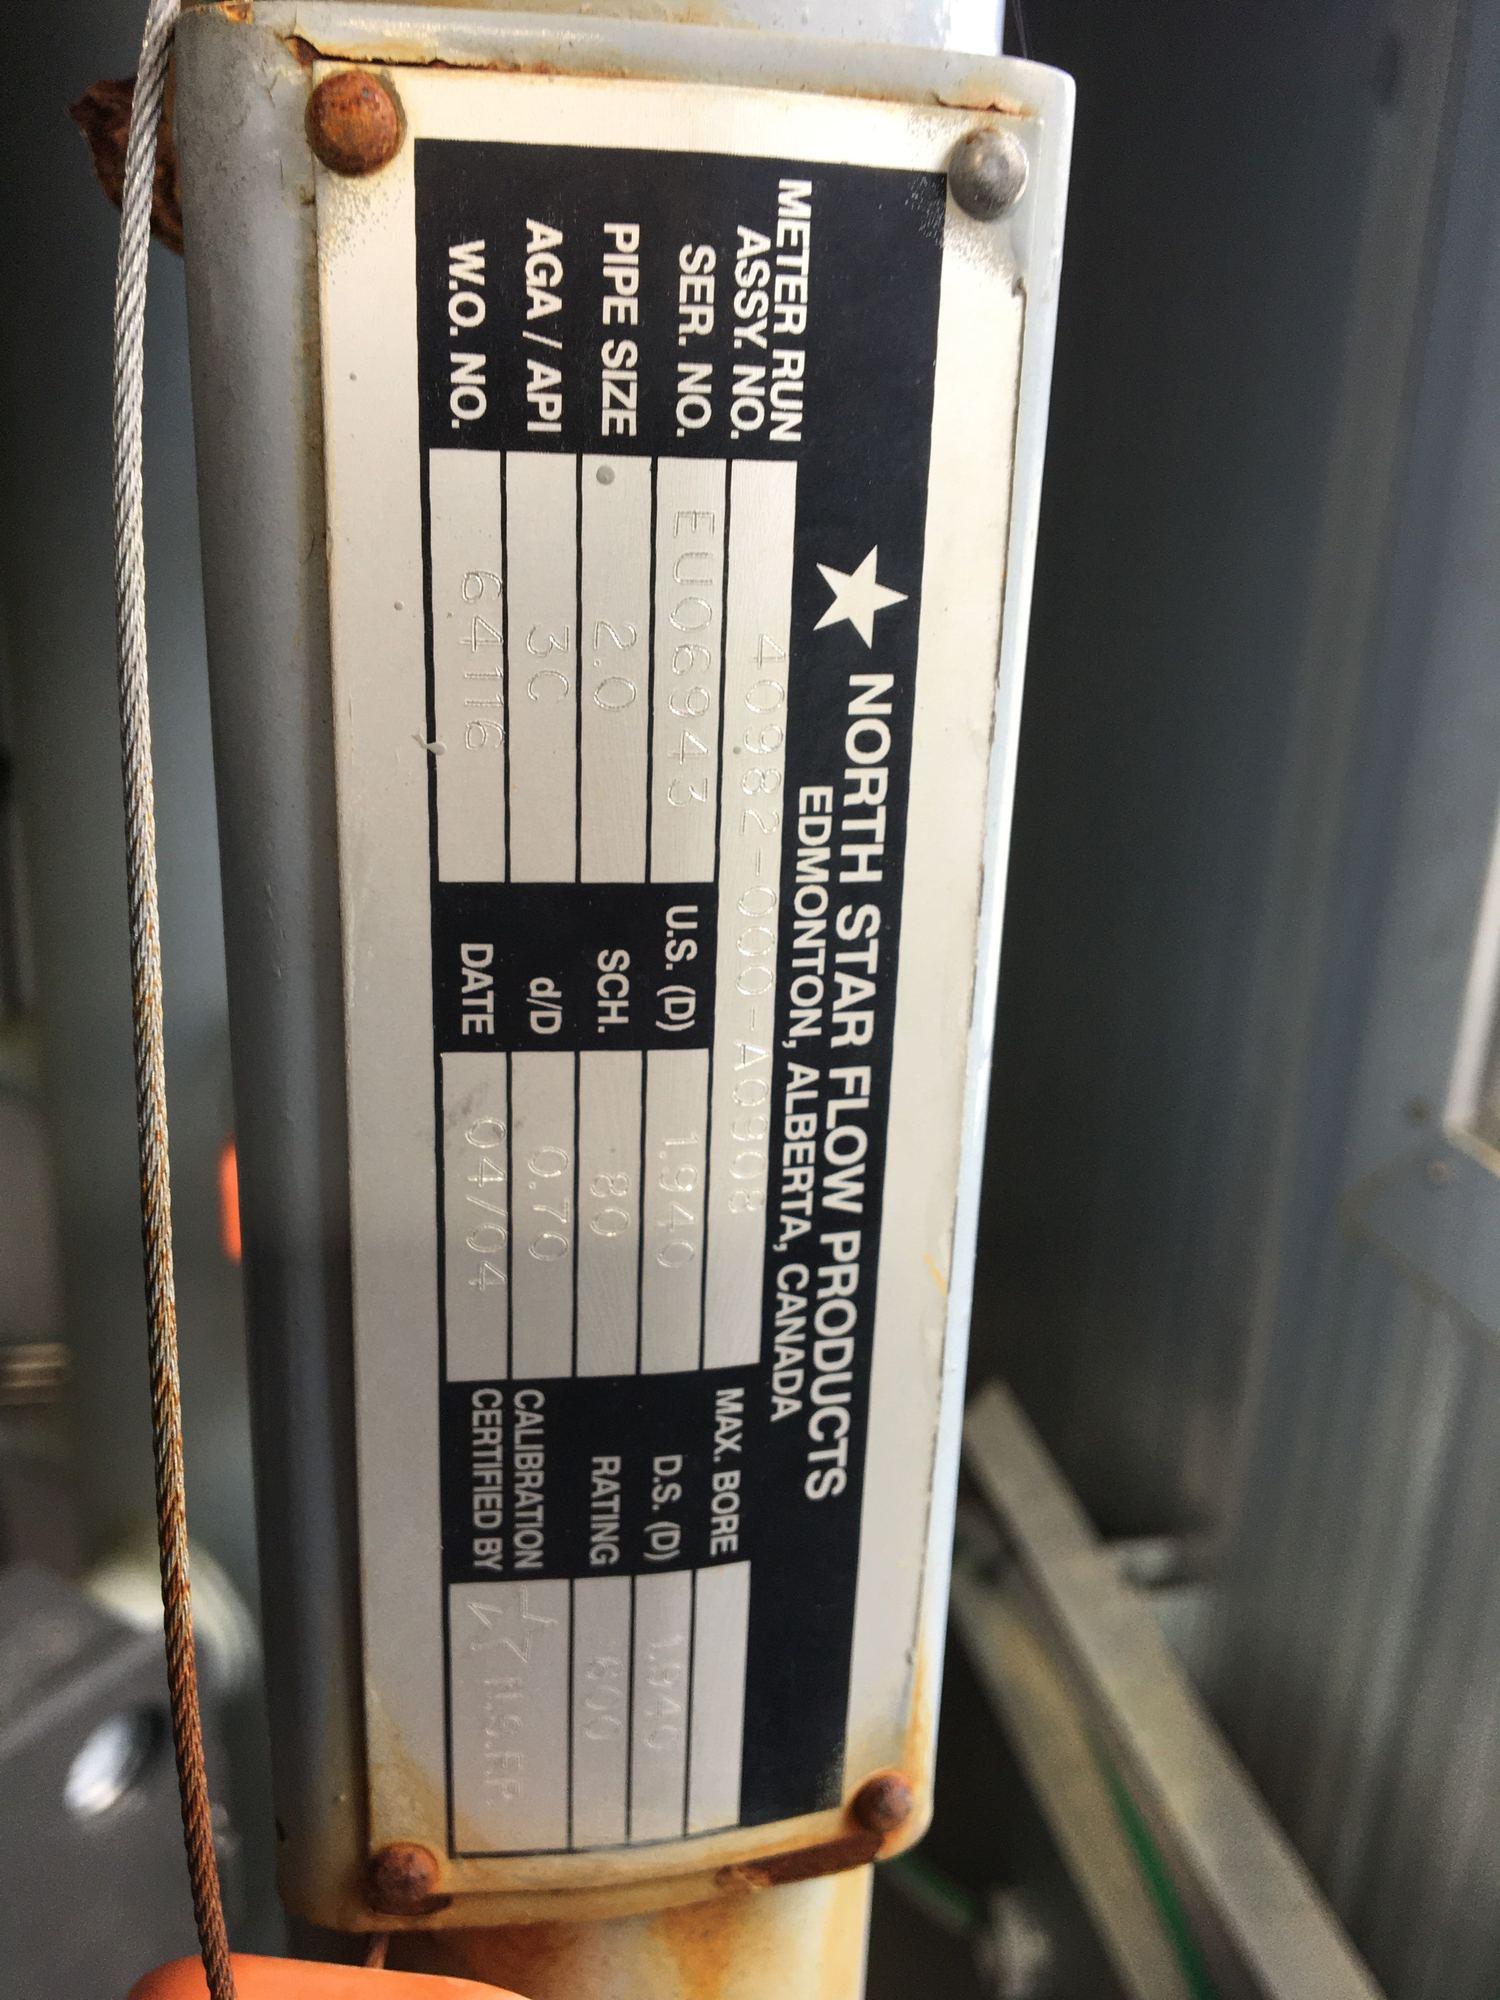 ★ NORTH STAR FLOW PRODUCTS
EDMONTON, ALBERTA, CANADA
METER RUN
ASSY. NO. 40982-000-A0908 MAX. BORE
SER. NO. EU06943 U.S. (D) 1.940 D.S. (D) 1.940
PIPE SIZE 2.0 SCH. 80 RATING 600
AGA / API 3C d/D 0.70 CALIBRATION
W.O. NO. 64116 DATE 04/04 CERTIFIED BY N.S.F.P.